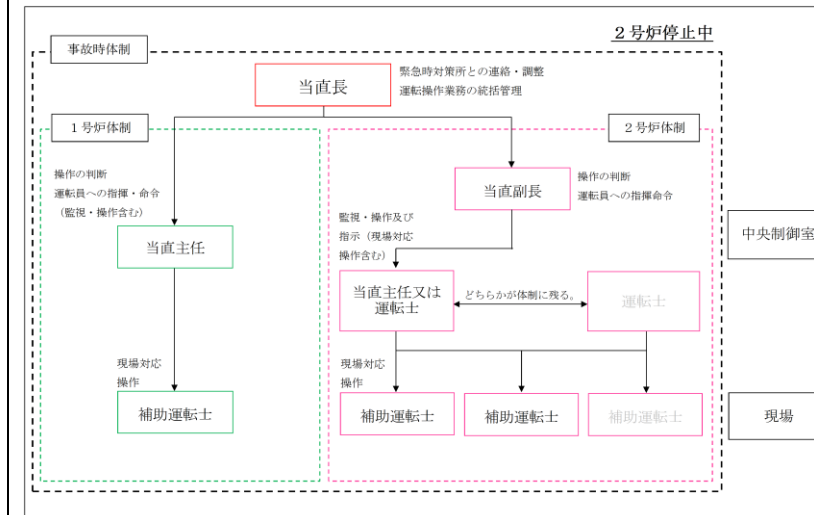 ２号炉停止中
事故時体制
当直長
緊急時対策所との連絡・調整
運転操作業務の統括管理
１号炉体制
２号炉体制
操作の判断
運転員への指揮・命令
（監視・操作含む）
当直主任
操作の判断
運転員への指揮命令
当直副長
監視・操作及び
指示（現場対応
操作含む）
中央制御室
当直主任又は
運転士
どちらかが体制に残る。
運転士
現場対応
操作
補助運転士
現場対応
操作
補助運転士
補助運転士
補助運転士
現場